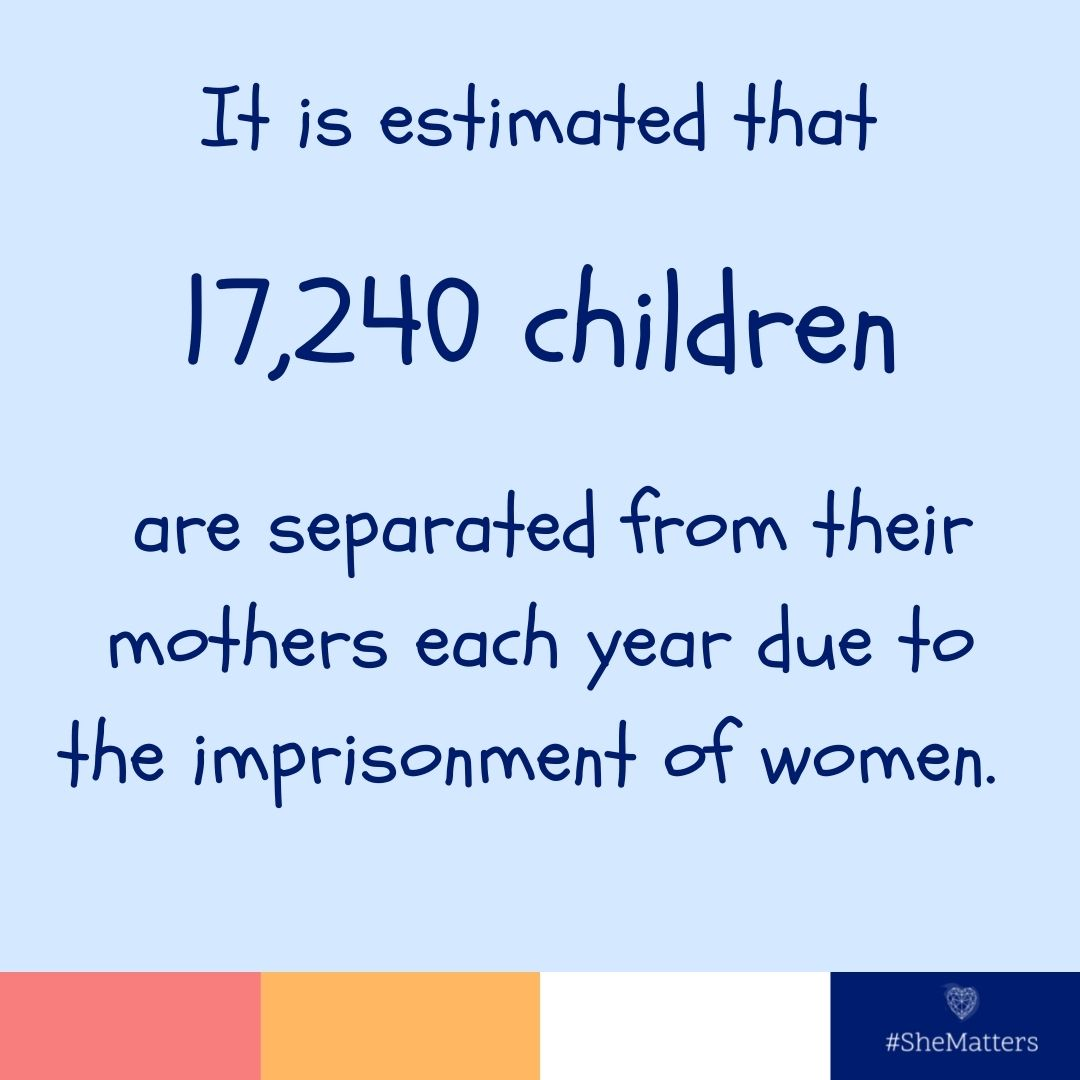 It is estimated that
17,240 children
are separated from their
mothers each year due to
the imprisonment of women.
#SheMatters